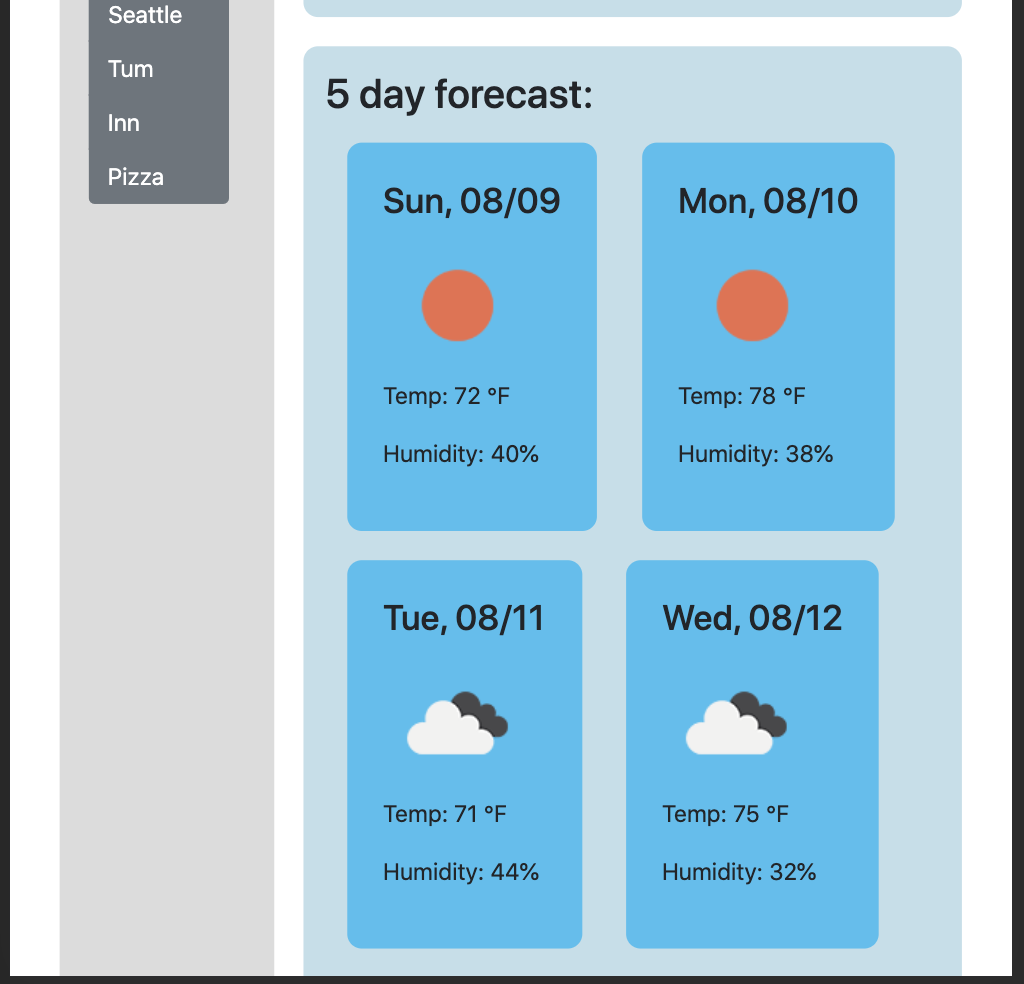 Seattle
Tum
Inn
Pizza
5 day forecast:
Sun, 08/09
Temp: 72 °F
Humidity: 40%
Mon, 08/10
Temp: 78 °F
Humidity: 38%
Tue, 08/11
Temp: 71 °F
Humidity: 44%
Wed, 08/12
Temp: 75 °F
Humidity: 32%